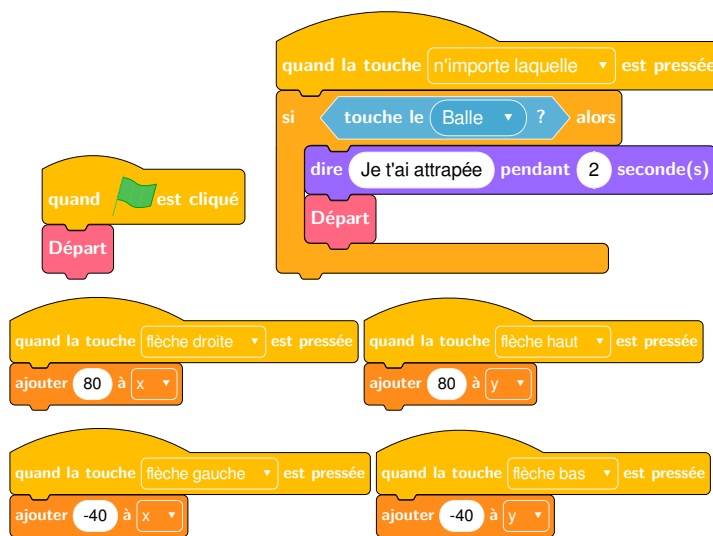 quand la touche n'importe laquelle est pressée
si touche le Balle ? alors
dire Je t'ai attrapée pendant 2 seconde(s)
Départ
quand est cliqué
Départ
quand la touche flèche droite est pressée
ajouter 80 à x
quand la touche flèche haut est pressée
ajouter 80 à y
quand la touche flèche gauche est pressée
ajouter -40 à x
quand la touche flèche bas est pressée
ajouter -40 à y